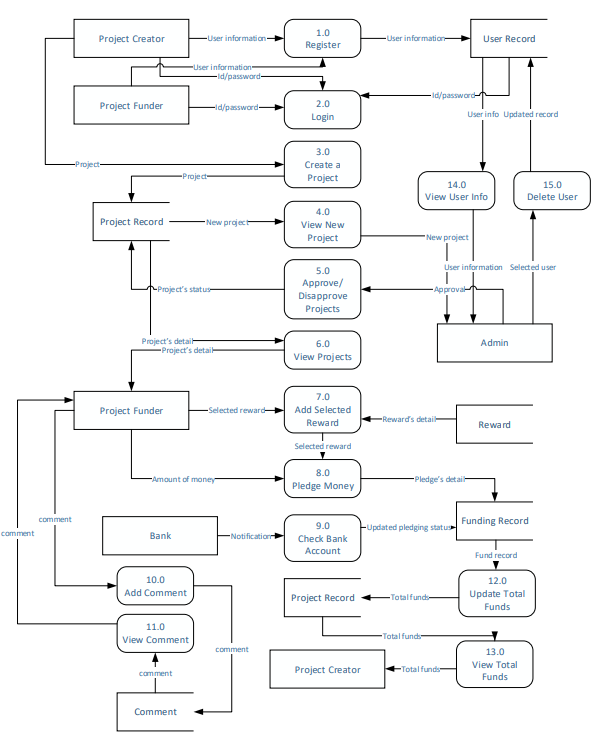 Project Creator
User information
1.0
Register
User information
User Record
User information
Id/password
Project Funder
Id/password
2.0
Login
Id/password
User info
Updated record
3.0
Create a
Project
Project
Project
14.0
View User Info
15.0
Delete User
Project Record
New project
4.0
View New
Project
New project
User information
Selected user
Project's status
5.0
Approve/
Disapprove
Projects
Approval
Admin
Project's detail
Project's detail
6.0
View Projects
Project Funder
Selected reward
7.0
Add Selected
Reward
Reward's detail
Reward
Selected reward
Amount of money
8.0
Pledge Money
Pledge's detail
comment
comment
Bank
Notification
9.0
Check Bank
Account
Updated pledging status
Funding Record
Fund record
10.0
Add Comment
Project Record
Total funds
12.0
Update Total
Funds
11.0
View Comment
Total funds
comment
comment
Project Creator
Total funds
13.0
View Total
Funds
Comment